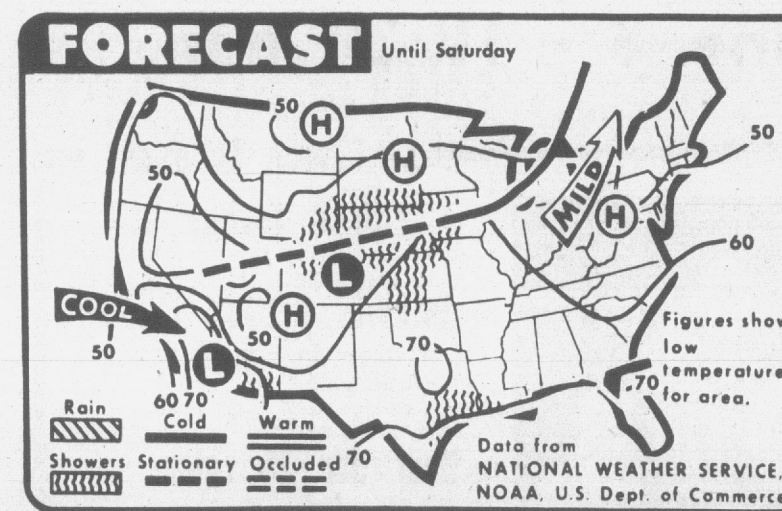 FORECAST Until Saturday
50 H
H
50
50
MILD
H
60
L
COOL
H
50
50
L
70
60 70
70
70
Figures show
low
temperature
for area.
Rain
Cold
Warm
Showers
Stationary
Occluded
Data from
NATIONAL WEATHER SERVICE,
NOAA, U.S. Dept. of Commerce